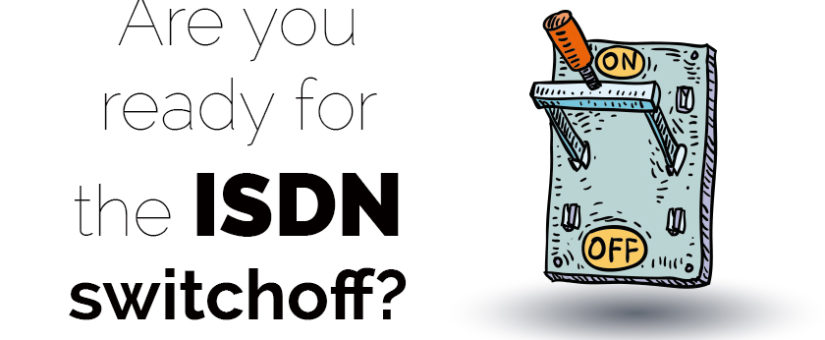 Are you
ready for
the ISDN
switchoff?
ON
OFF